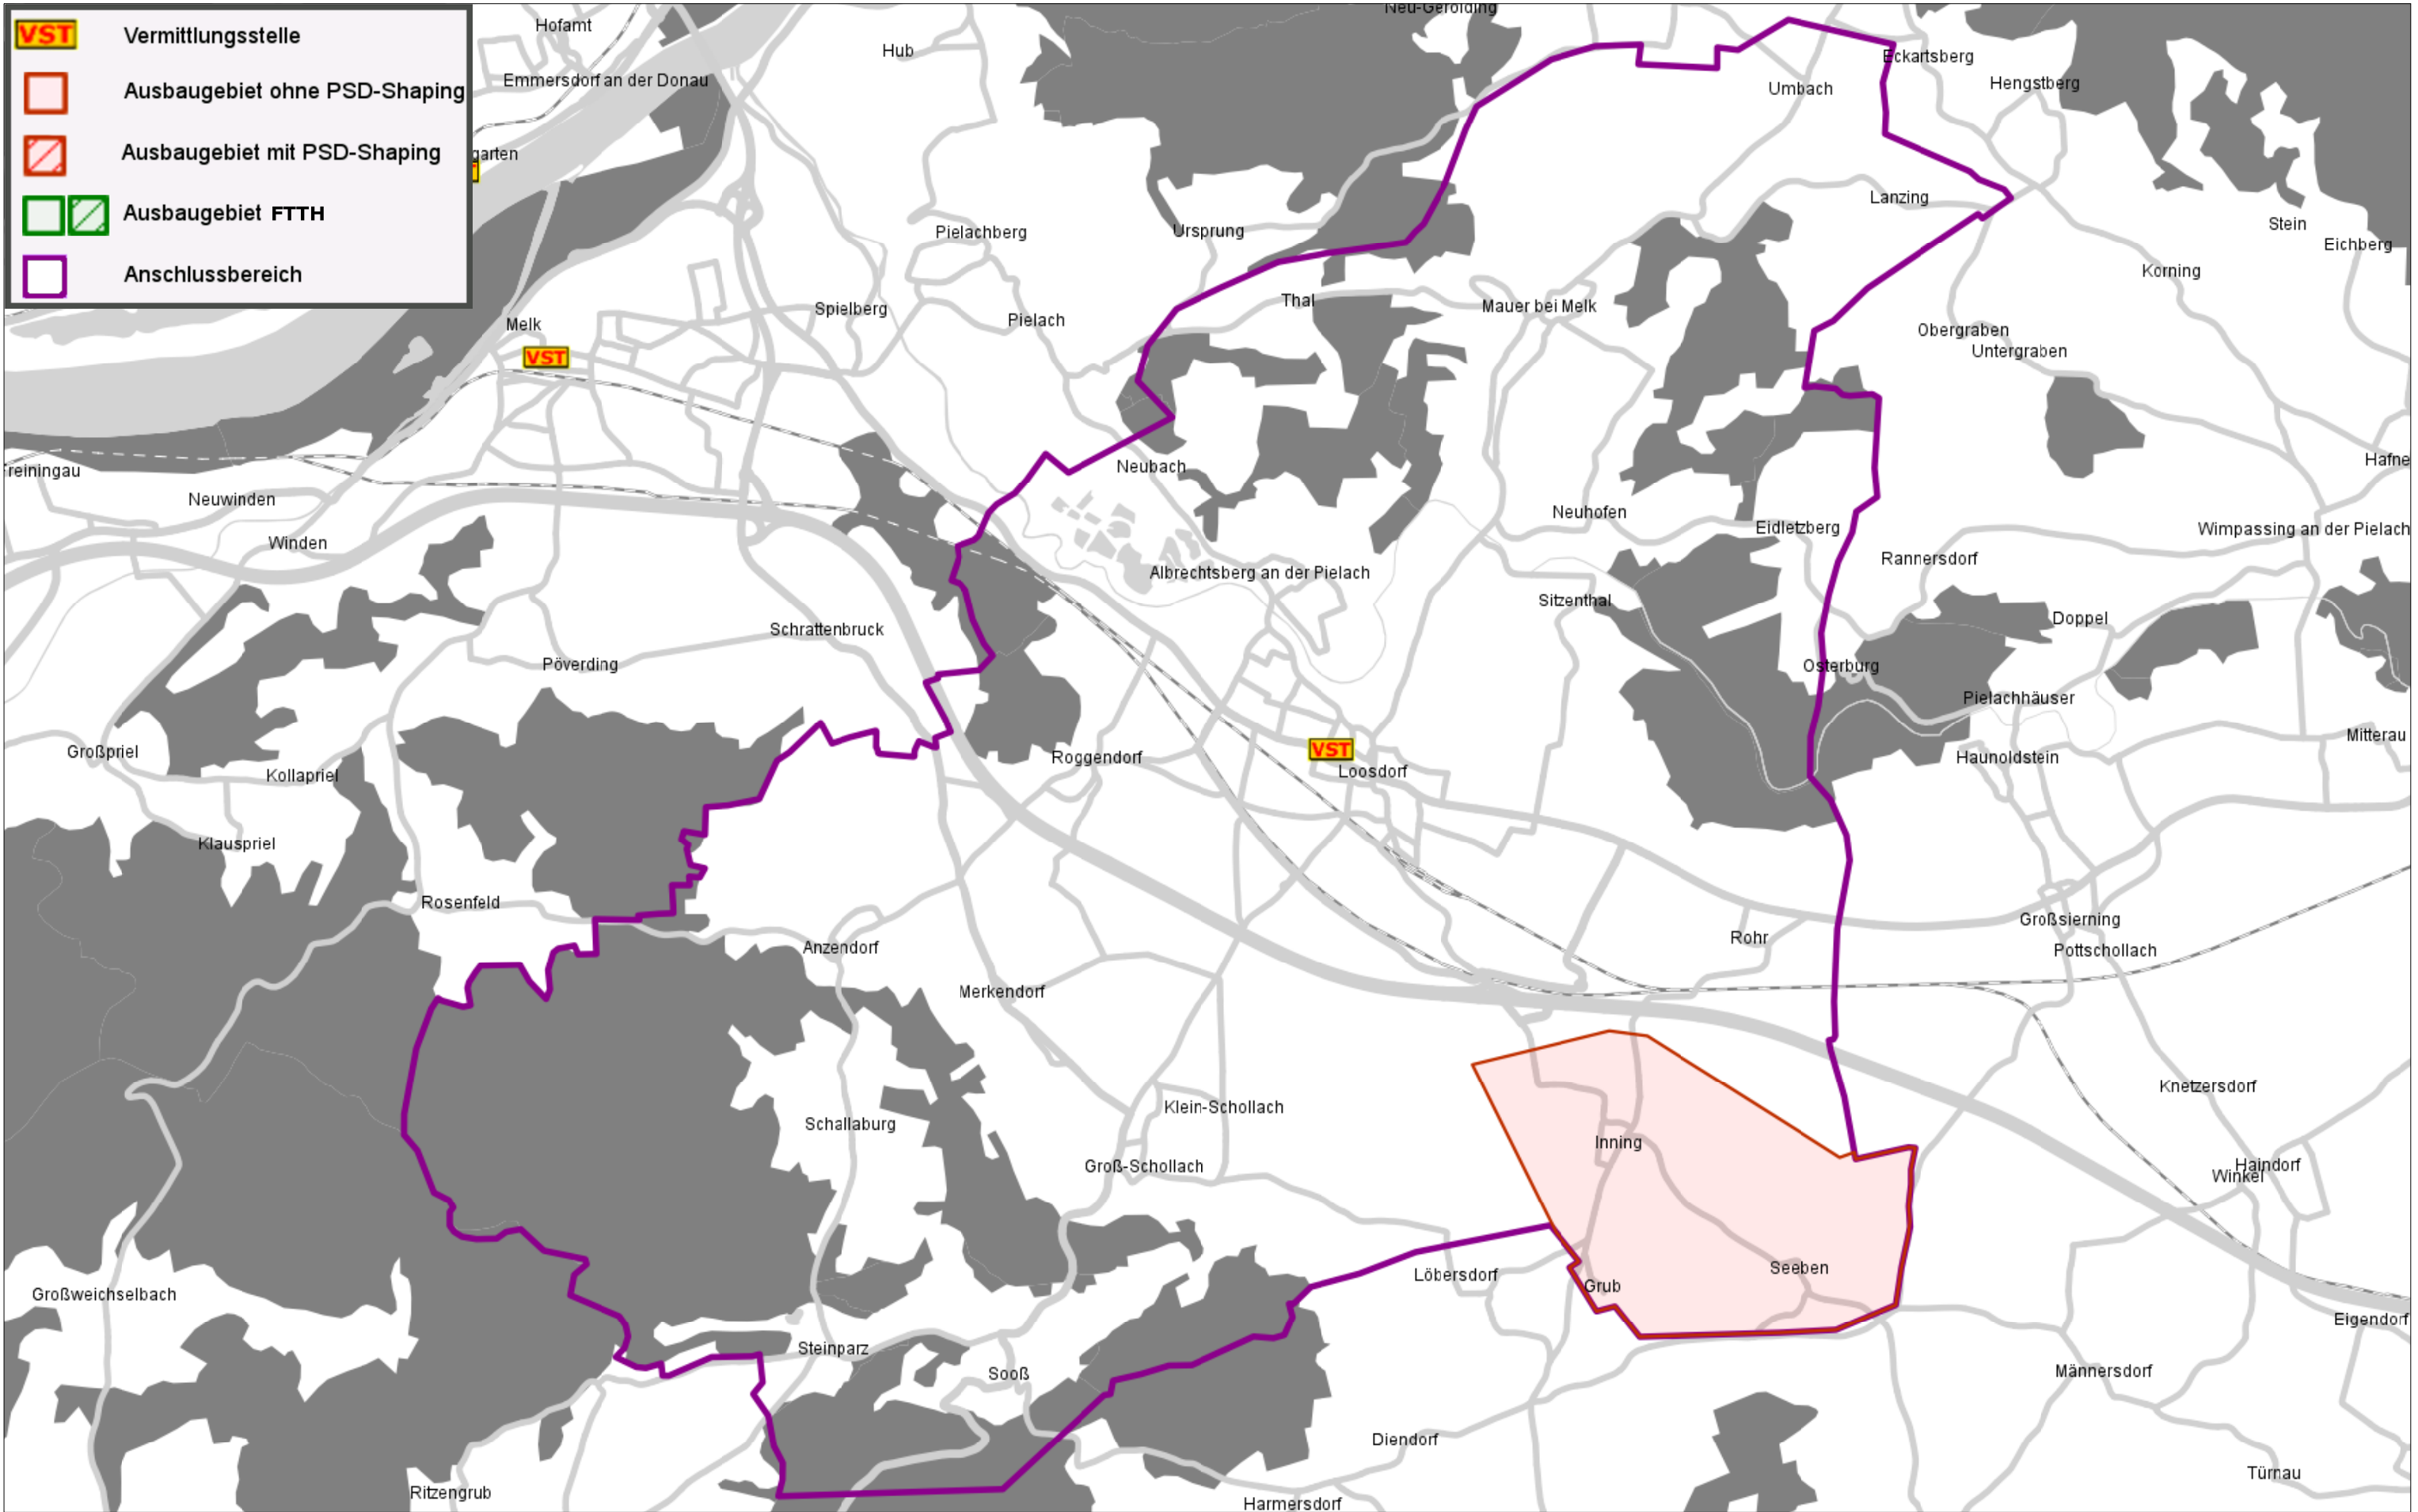 VST Vermittlungsstelle
Ausbaugebiet ohne PSD-Shaping
Ausbaugebiet mit PSD-Shaping
Ausbaugebiet FTTH
Anschlussbereich
Neu-Gerolding
Hofamt
Hub
Eckartsberg
Emmersdorf an der Donau
Hengstberg
Umbach
garten
Lanzing
Stein
Pielachberg
Ursprung
Eichberg
Korning
Thal
Mauer bei Melk
Spielberg
Pielach
Melk
Obergraben
VST
Untergraben
Hafne
Neubach
reiningau
Neuwinden
Neuhofen
Eidletzberg
Wimpassing an der Pielach
Winden
Rannersdorf
Albrechtsberg an der Pielach
Sitzenthal
Doppel
Schrattenbruck
Pöverding
Osterburg
Pielachhäuser
Mitterau
Großpriel
VST
Roggendorf
Haunoldstein
Loosdorf
Kollapriel
Klauspriel
Rosenfeld
Großsierning
Rohr
Anzendorf
Pottschollach
Merkendorf
Knetzersdorf
Klein-Schollach
Schallaburg
Inning
Groß-Schollach
Haindorf
Winkel
Seeben
Löbersdorf
Grub
Großweichselbach
Eigendorf
Steinparz
Männersdorf
Sooß
Diendorf
Türnau
Ritzengrub
Harmersdorf